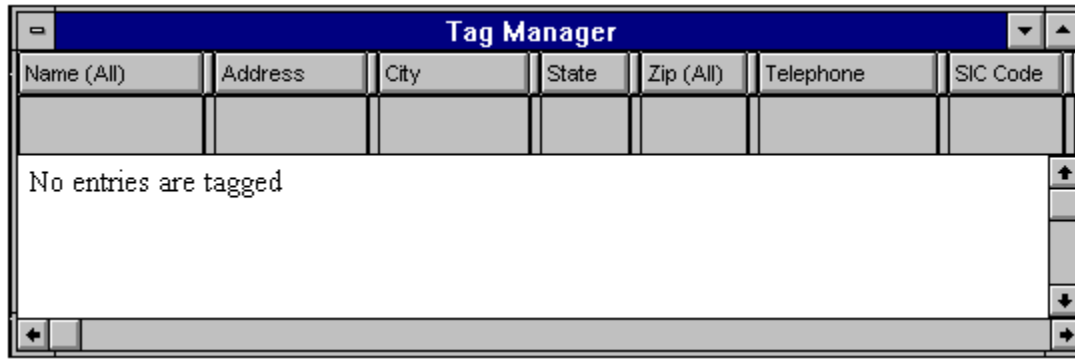 Tag Manager
Name (All) Address City State Zip (All) Telephone SIC Code
No entries are tagged